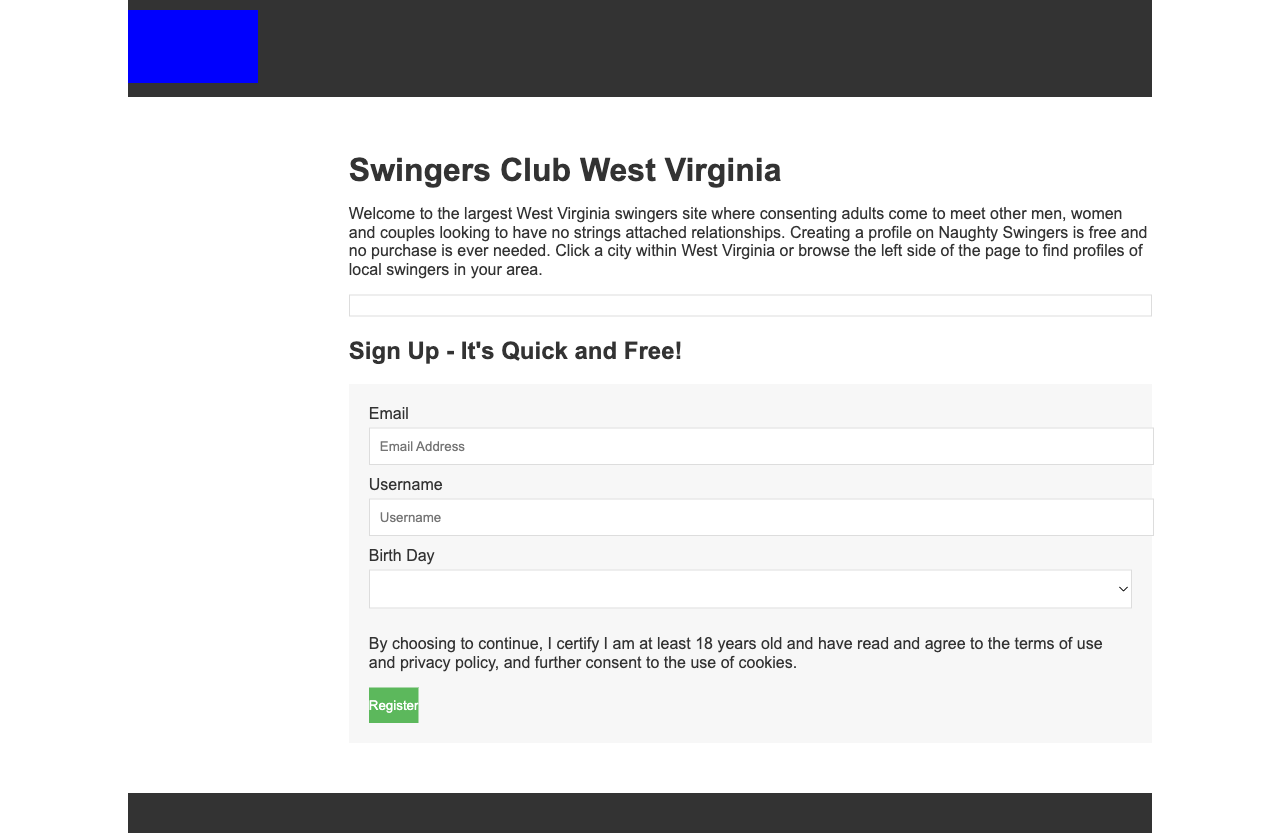 Swingers Club West Virginia
Welcome to the largest West Virginia swingers site where consenting adults come to meet other men, women
and couples looking to have no strings attached relationships. Creating a profile on Naughty Swingers is free and
no purchase is ever needed. Click a city within West Virginia or browse the left side of the page to find profiles of
local swingers in your area.
Sign Up - It's Quick and Free!
Email
Email Address
Username
Username
Birth Day
By choosing to continue, I certify I am at least 18 years old and have read and agree to the terms of use
and privacy policy, and further consent to the use of cookies.
Register